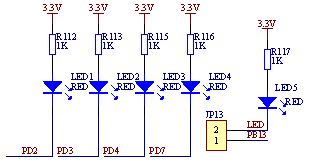 3.3V 3.3V 3.3V 3.3V
3.3V
R112 R113 R115 R116
1K 1K 1K 1K
R117
1K
LED1 LED2 LED3 LED4
RED RED RED RED
LED5
RED
JP13
2 LED
1 PB13
PD2 PD3 PD4 PD7